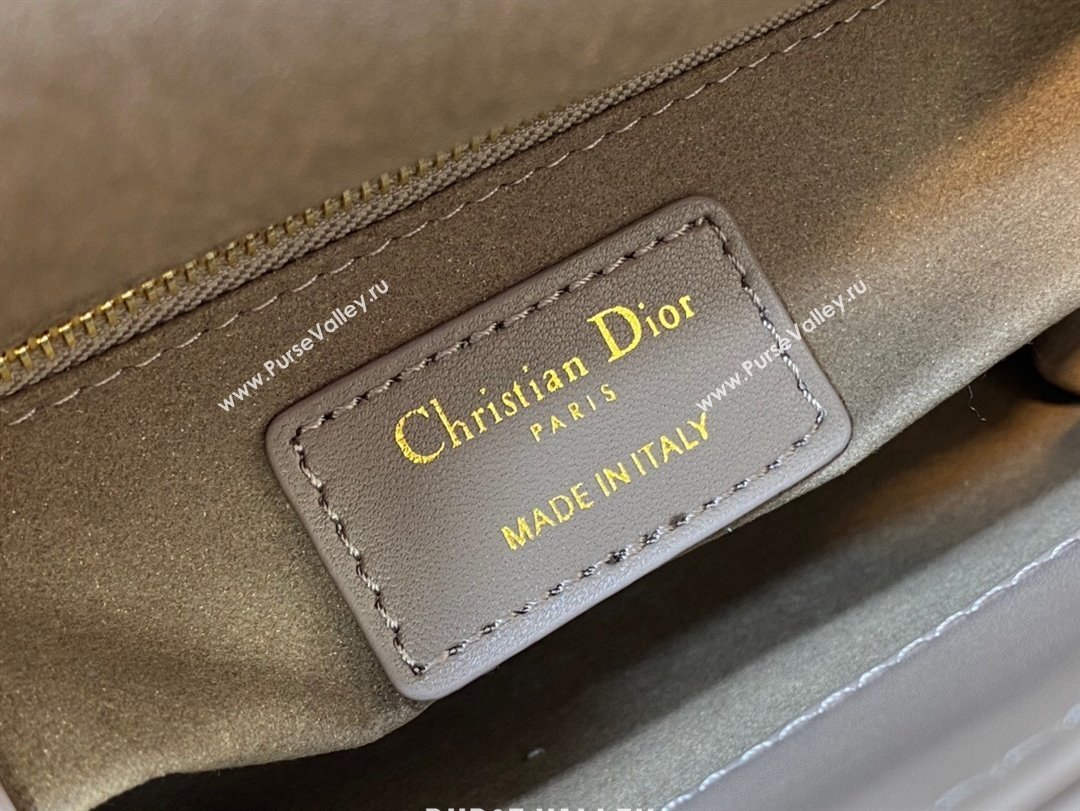 Christian Dior
PARIS
MADE IN ITALY
www.PurseValley.ru
www.PurseValley.ru